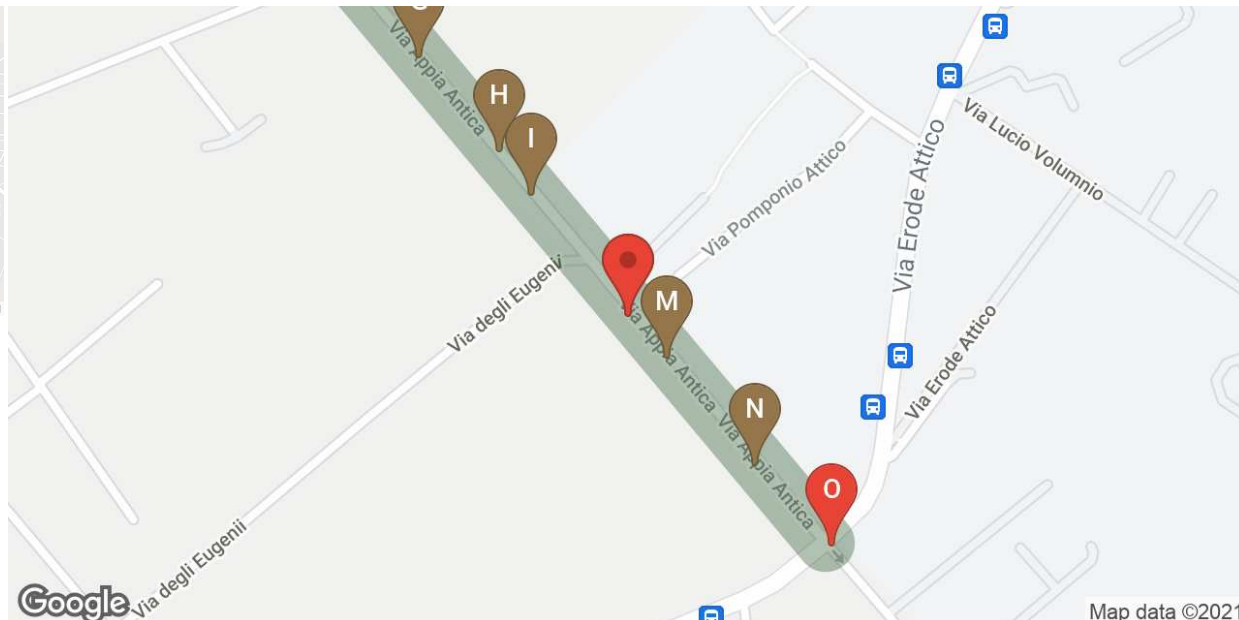 G
Via Appia Antica
H
I
Via Lucio Volumnio
Via Erode Attico
Via Pomponio Attico
Via degli Eugenii
M
Via Appia Antica
Via Erode Attico
N
Via Appia Antica
O
Via degli Eugenii
Google
Map data ©2021